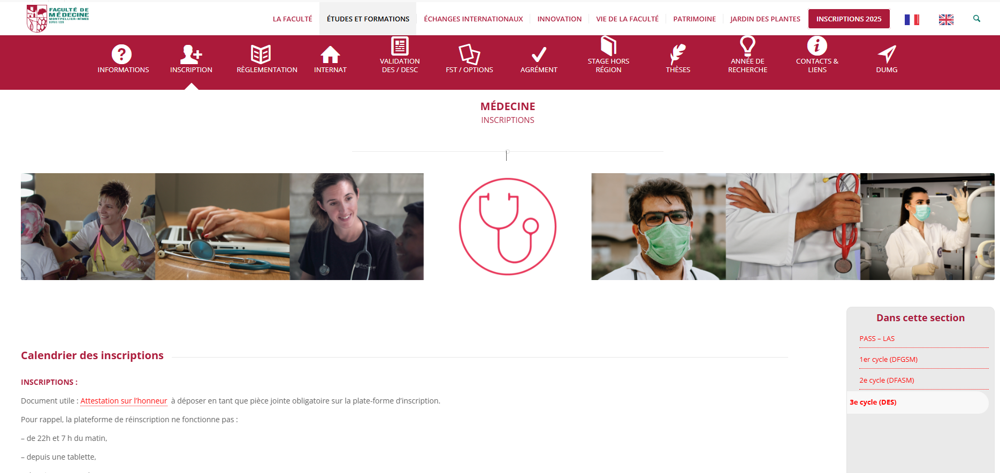 FACULTÉ DE
MÉDECINE
MONTPELLIER-NÎMES
DEPUIS 1220
LA FACULTÉ
ÉTUDES ET FORMATIONS
ÉCHANGES INTERNATIONAUX
INNOVATION
VIE DE LA FACULTÉ
PATRIMOINE
JARDIN DES PLANTES
INSCRIPTIONS 2025
INFORMATIONS
INSCRIPTION
RÈGLEMENTATION
INTERNAT
VALIDATION
DES / DESC
FST / OPTIONS
AGRÉMENT
STAGE HORS
RÉGION
THÈSES
ANNÉE DE
RECHERCHE
CONTACTS &
LIENS
DUMG
MÉDECINE
INSCRIPTIONS
Calendrier des inscriptions
INSCRIPTIONS :
Document utile : Attestation sur l’honneur à déposer en tant que pièce jointe obligatoire sur la plate-forme d’inscription.
Pour rappel, la plateforme de réinscription ne fonctionne pas :
– de 22h et 7 h du matin,
– depuis une tablette,
Dans cette section
PASS – LAS
1er cycle (DFGSM)
2e cycle (DFASM)
3e cycle (DES)